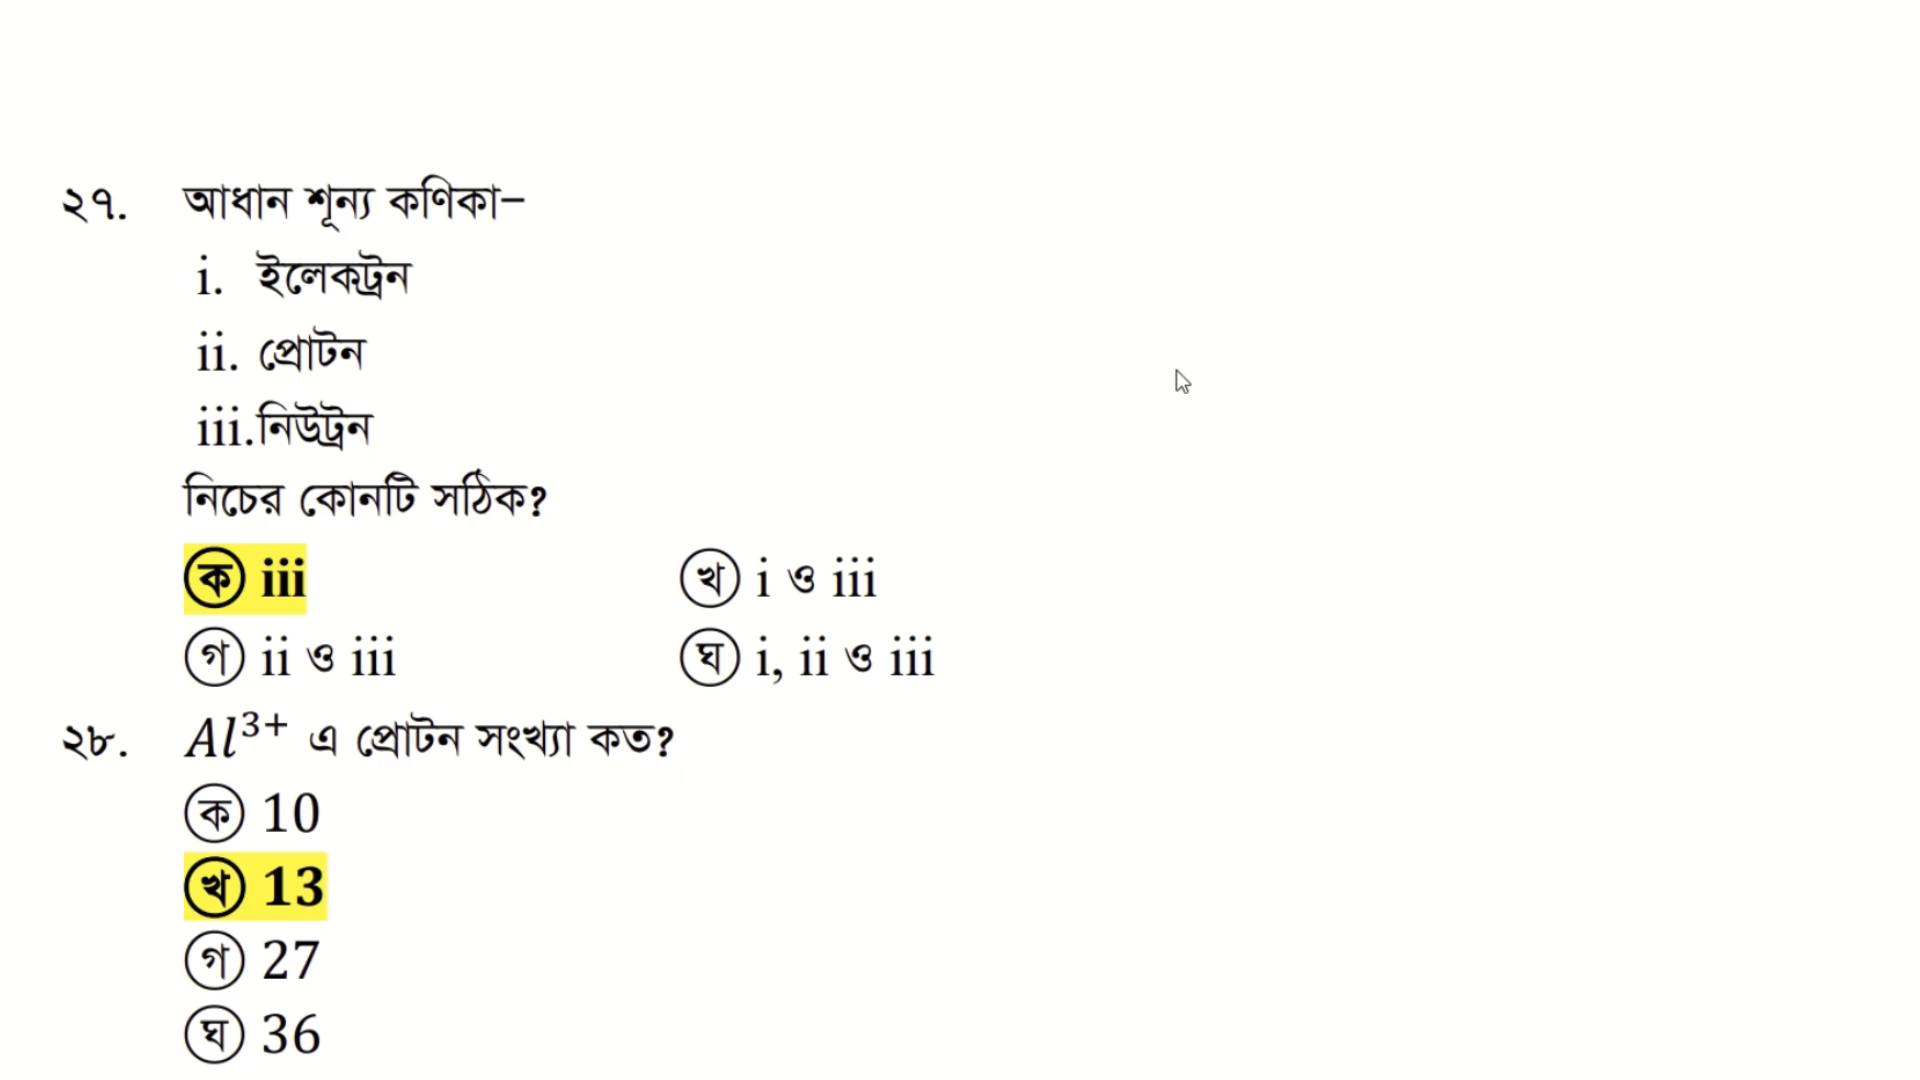 ২৭. আধান শূন্য কণিকা–
i. ইলেকট্রন
ii. প্রোটন
iii. নিউট্রন
নিচের কোনটি সঠিক?
ক iii খ i ও iii
গ ii ও iii ঘ i, ii ও iii
২৮. Al³⁺ এ প্রোটন সংখ্যা কত?
ক 10
খ 13
গ 27
ঘ 36